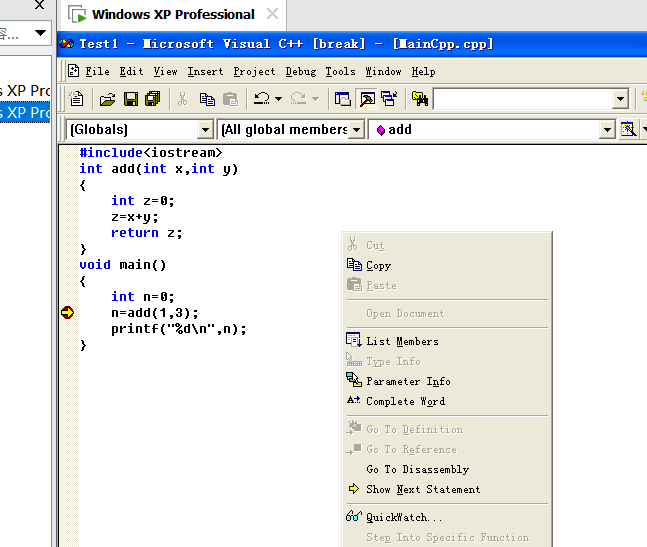 Windows XP Professional
容...
s XP Pro
s XP Pro
Test1 - Microsoft Visual C++ [break] - [MainCpp.cpp]
File Edit View Insert Project Debug Tools Window Help
(Globals)
(All global members
add
#include<iostream>
int add(int x,int y)
{
int z=0;
z=x+y;
return z;
}
void main()
{
int n=0;
n=add(1,3);
printf("%d\n",n);
}
Cut
Copy
Paste
Open Document
List Members
Type Info
Parameter Info
Complete Word
Go To Definition
Go To Reference
Go To Disassembly
Show Next Statement
QuickWatch...
Step Into Specific Function